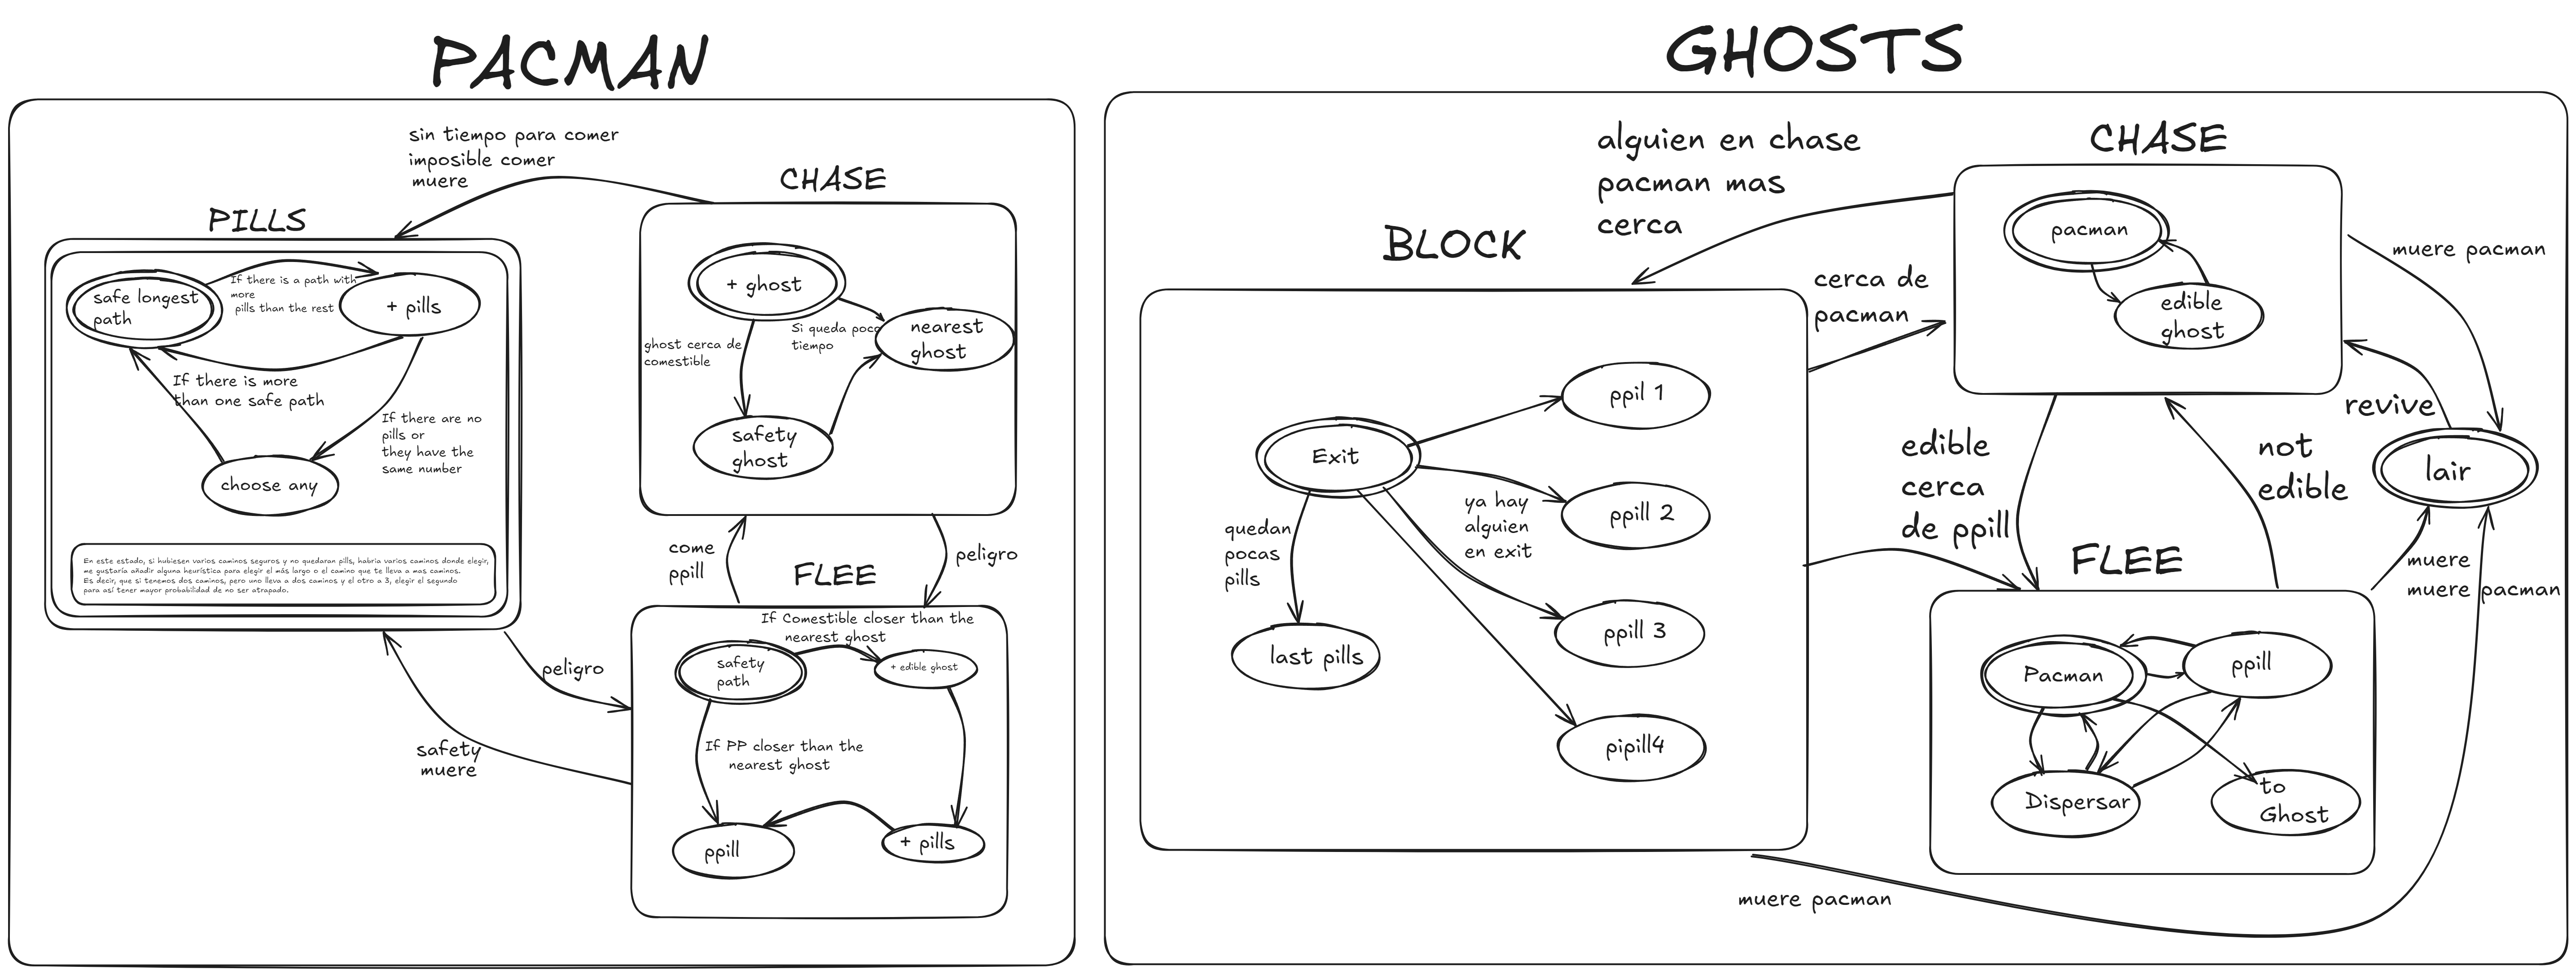 PACMAN
sin tiempo para comer
imposible comer
muere
CHASE
PILLS
safe longest
path
If there is a path with
more
pills than the rest
+ pills
If there is more
than one safe path
If there are no
pills or
they have the
same number
choose any
En este estado, si hubiesen varios caminos seguros y no quedaran pills, habría varios caminos donde elegir,
me gustaría añadir alguna heurística para elegir el más largo o el camino que te lleva a mas caminos.
Es decir, que si tenemos dos caminos, pero uno lleva a dos caminos y el otro a 3, elegir el segundo
para así tener mayor probabilidad de no ser atrapado.
+ ghost
ghost cerca de
comestible
Si queda poco
tiempo
nearest
ghost
safety
ghost
come
ppill
peligro
FLEE
peligro
safety
muere
If Comestible closer than the
nearest ghost
safety
path
+ edible ghost
If PP closer than the
nearest ghost
ppill
+ pills
GHOSTS
alguien en chase
pacman mas
cerca
CHASE
BLOCK
cerca de
pacman
pacman
edible
ghost
muere pacman
revive
lair
Exit
ppil 1
ppill 2
ya hay
alguien
en exit
quedan
pocas
pills
last pills
ppill 3
pipill4
edible
cerca
de ppill
not
edible
FLEE
muere
muere pacman
Pacman
ppill
Dispersar
to
Ghost
muere pacman